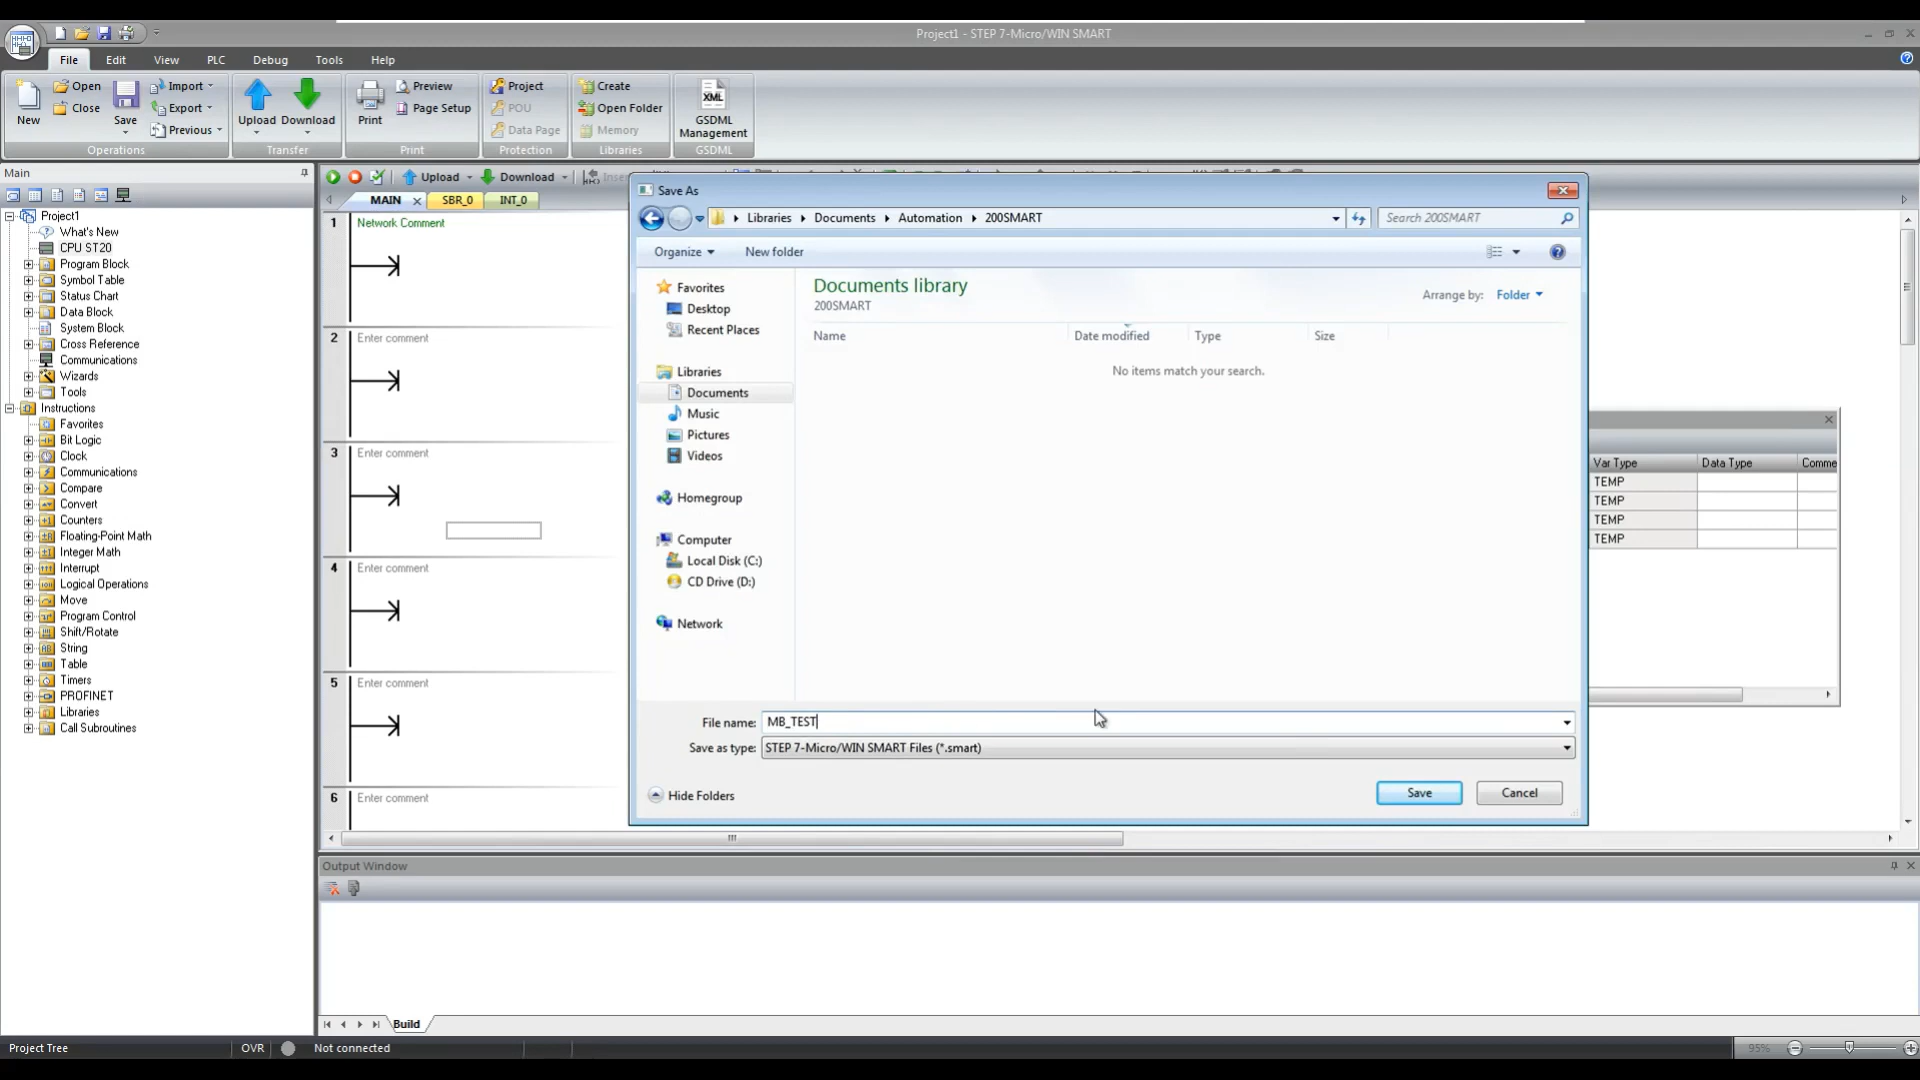 Project1 - STEP 7-Micro/WIN SMART
File Edit View PLC Debug Tools Help
New
Open
Close
Save
Import
Export
Previous
Operations
Upload
Download
Transfer
Print
Preview
Page Setup
Print
Project
POU
Data Page
Protection
Create
Open Folder
Memory
Libraries
XML
GSDML
Management
GSDML
Main
Project1
What's New
CPU ST20
Program Block
Symbol Table
Status Chart
Data Block
System Block
Cross Reference
Communications
Wizards
Tools
Instructions
Favorites
Bit Logic
Clock
Communications
Compare
Convert
Counters
Floating-Point Math
Integer Math
Interrupt
Logical Operations
Move
Program Control
Shift/Rotate
String
Table
Timers
PROFINET
Libraries
Call Subroutines
Upload Download
MAIN SBR_0 INT_0
1 Network Comment
2 Enter comment
3 Enter comment
4 Enter comment
5 Enter comment
6 Enter comment
Save As
Libraries Documents Automation 200SMART
Search 200SMART
Organize New folder
Favorites
Desktop
Recent Places
Libraries
Documents
Music
Pictures
Videos
Homegroup
Computer
Local Disk (C:)
CD Drive (D:)
Network
Documents library
200SMART
Arrange by: Folder
Name Date modified Type Size
No items match your search.
File name: MB_TEST
Save as type: STEP 7-Micro/WIN SMART Files (*.smart)
Hide Folders
Save Cancel
Var Type Data Type Comme
TEMP
TEMP
TEMP
TEMP
Output Window
Build
Project Tree OVR Not connected 95%